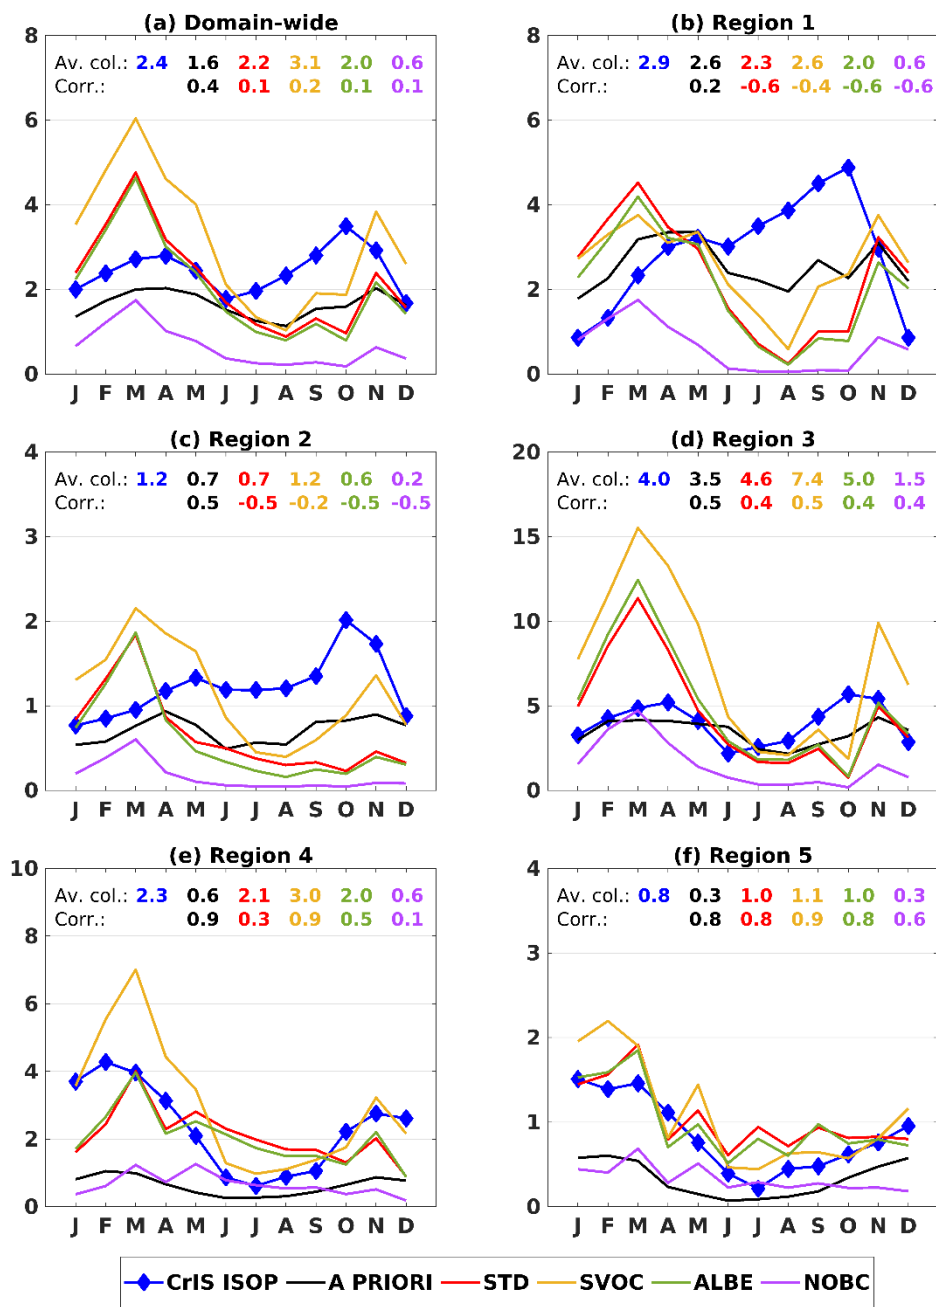 (a) Domain-wide
8
6
4
2
0
Av. col.: 2.4 1.6 2.2 3.1 2.0 0.6
Corr.: 0.4 0.1 0.2 0.1 0.1
J F M A M J J A S O N D
(b) Region 1
8
6
4
2
0
Av. col.: 2.9 2.6 2.3 2.6 2.0 0.6
Corr.: 0.2 -0.6 -0.4 -0.6 -0.6
J F M A M J J A S O N D
(c) Region 2
4
3
2
1
0
Av. col.: 1.2 0.7 0.7 1.2 0.6 0.2
Corr.: 0.5 -0.5 -0.2 -0.5 -0.5
J F M A M J J A S O N D
(d) Region 3
20
15
10
5
0
Av. col.: 4.0 3.5 4.6 7.4 5.0 1.5
Corr.: 0.5 0.4 0.5 0.4 0.4
J F M A M J J A S O N D
(e) Region 4
10
8
6
4
2
0
Av. col.: 2.3 0.6 2.1 3.0 2.0 0.6
Corr.: 0.9 0.3 0.9 0.5 0.1
J F M A M J J A S O N D
(f) Region 5
4
3
2
1
0
Av. col.: 0.8 0.3 1.0 1.1 1.0 0.3
Corr.: 0.8 0.8 0.9 0.8 0.6
J F M A M J J A S O N D
CrIS ISOP A PRIORI STD SVOC ALBE NOBC